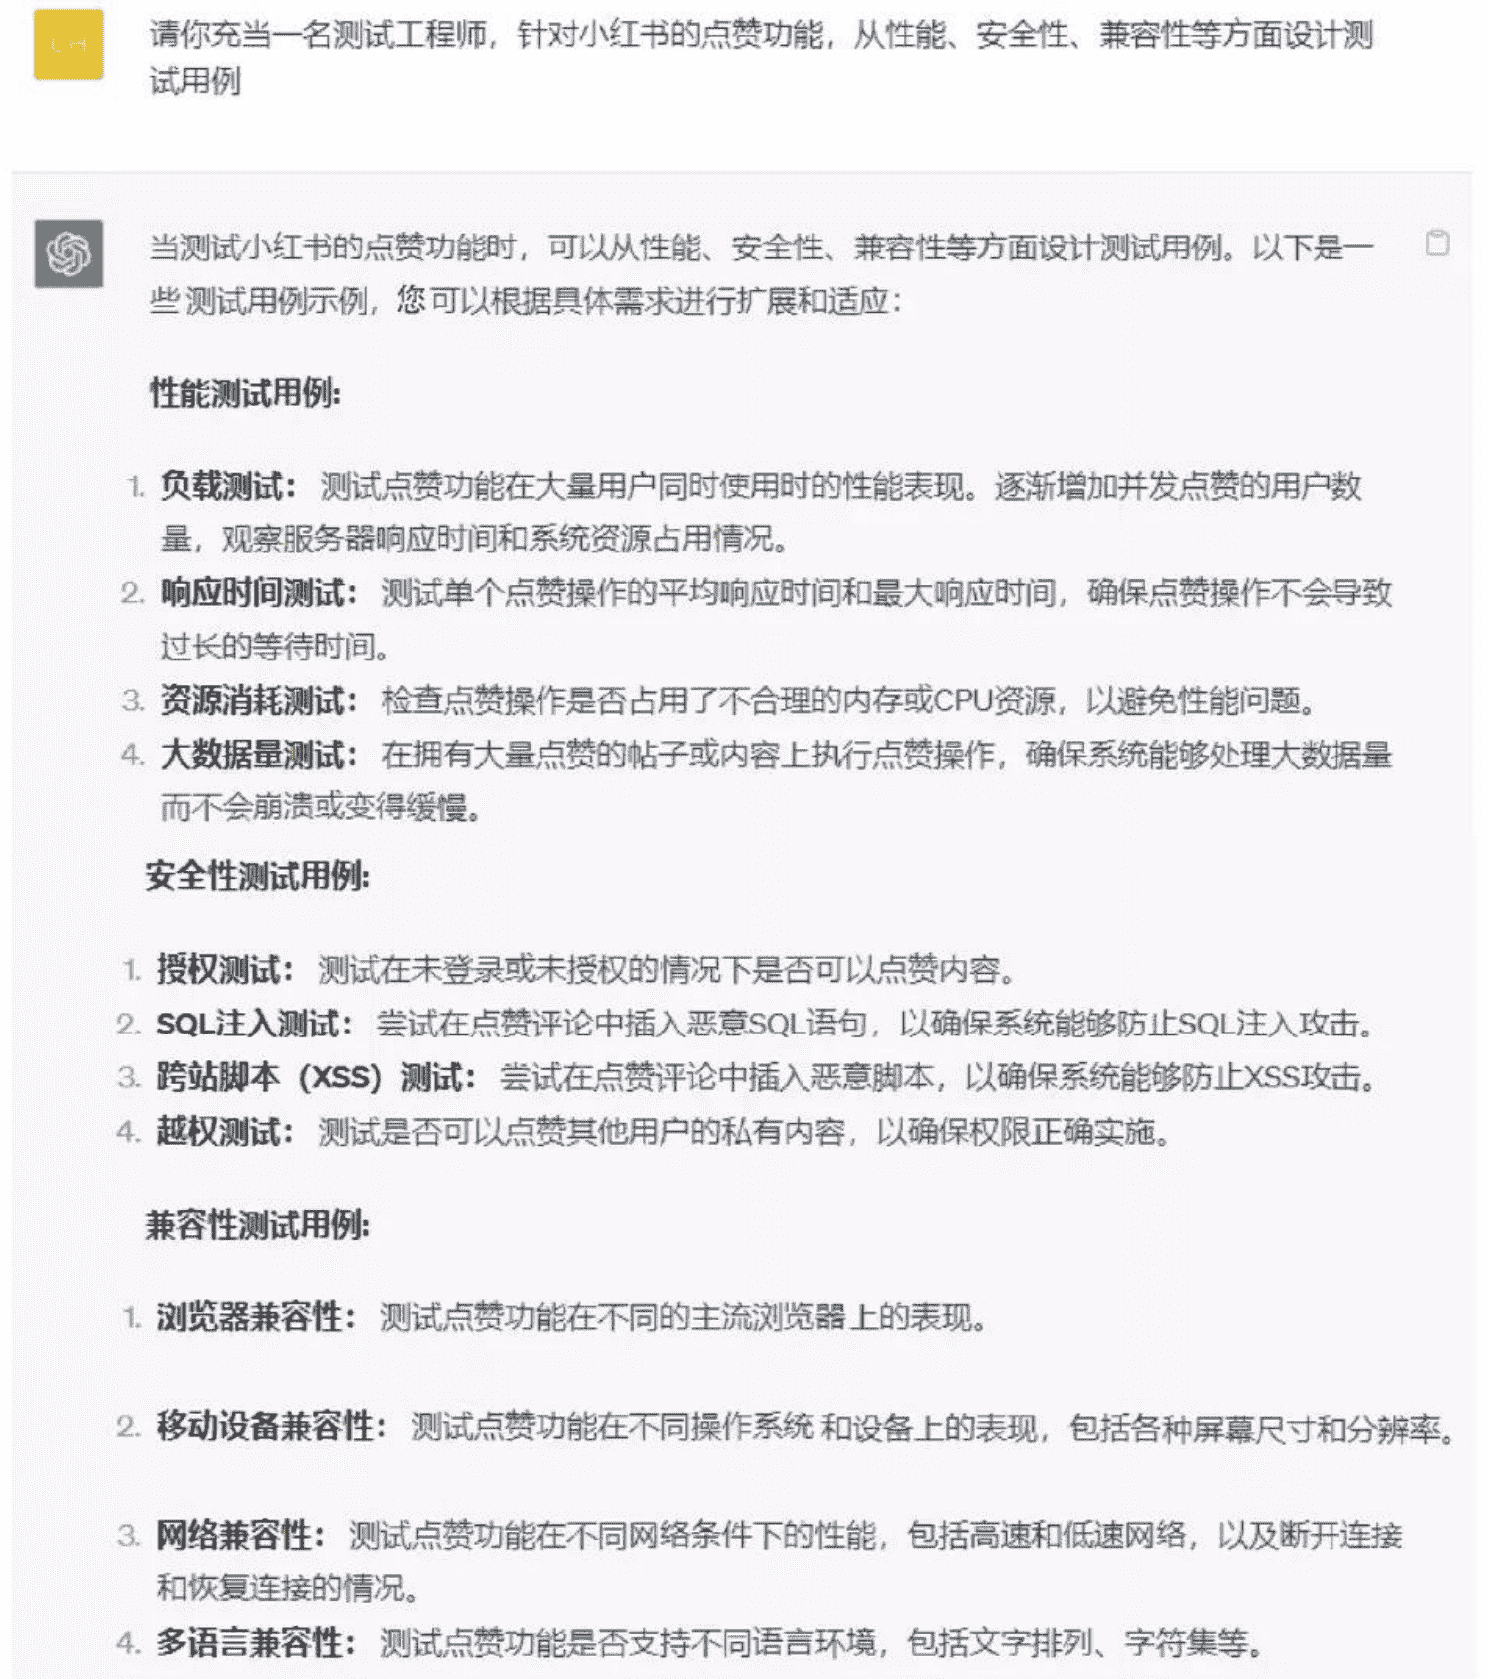 请你充当一名测试工程师，针对小红书的点赞功能，从性能、安全性、兼容性等方面设计测
试用例
当测试小红书的点赞功能时，可以从性能、安全性、兼容性等方面设计测试用例。以下是一
些测试用例示例，您可以根据具体需求进行扩展和适应：
性能测试用例:
1. 负载测试： 测试点赞功能在大量用户同时使用时的性能表现。逐渐增加并发点赞的用户数
量，观察服务器响应时间和系统资源占用情况。
2. 响应时间测试： 测试单个点赞操作的平均响应时间和最大响应时间，确保点赞操作不会导致
过长的等待时间。
3. 资源消耗测试： 检查点赞操作是否占用了不合理的内存或CPU资源，以避免性能问题。
4. 大数据量测试： 在拥有大量点赞的帖子或内容上执行点赞操作，确保系统能够处理大数据量
而不会崩溃或变得缓慢。
安全性测试用例:
1. 授权测试： 测试在未登录或未授权的情况下是否可以点赞内容。
2. SQL注入测试： 尝试在点赞评论中插入恶意SQL语句，以确保系统能够防止SQL注入攻击。
3. 跨站脚本（XSS）测试： 尝试在点赞评论中插入恶意脚本，以确保系统能够防止XSS攻击。
4. 越权测试： 测试是否可以点赞其他用户的私有内容，以确保权限正确实施。
兼容性测试用例:
1. 浏览器兼容性： 测试点赞功能在不同的主流浏览器上的表现。
2. 移动设备兼容性： 测试点赞功能在不同操作系统和设备上的表现，包括各种屏幕尺寸和分辨率。
3. 网络兼容性： 测试点赞功能在不同网络条件下的性能，包括高速和低速网络，以及断开连接
和恢复连接的情况。
4. 多语言兼容性： 测试点赞功能是否支持不同语言环境，包括文字排列、字符集等。